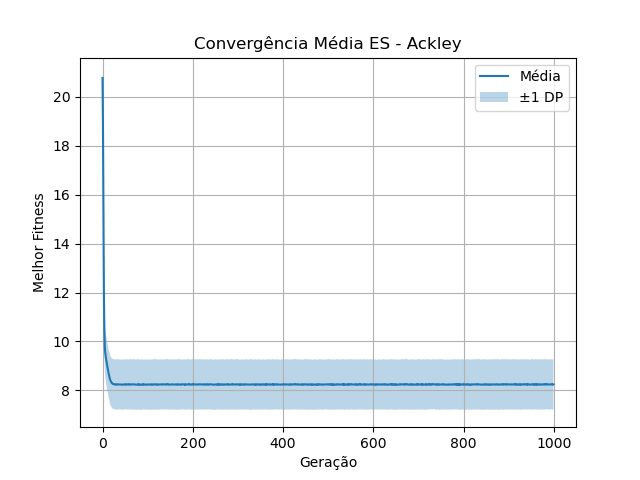 Convergência Média ES - Ackley
Média
±1 DP
20
18
16
14
12
10
8
Melhor Fitness
0 200 400 600 800 1000
Geração